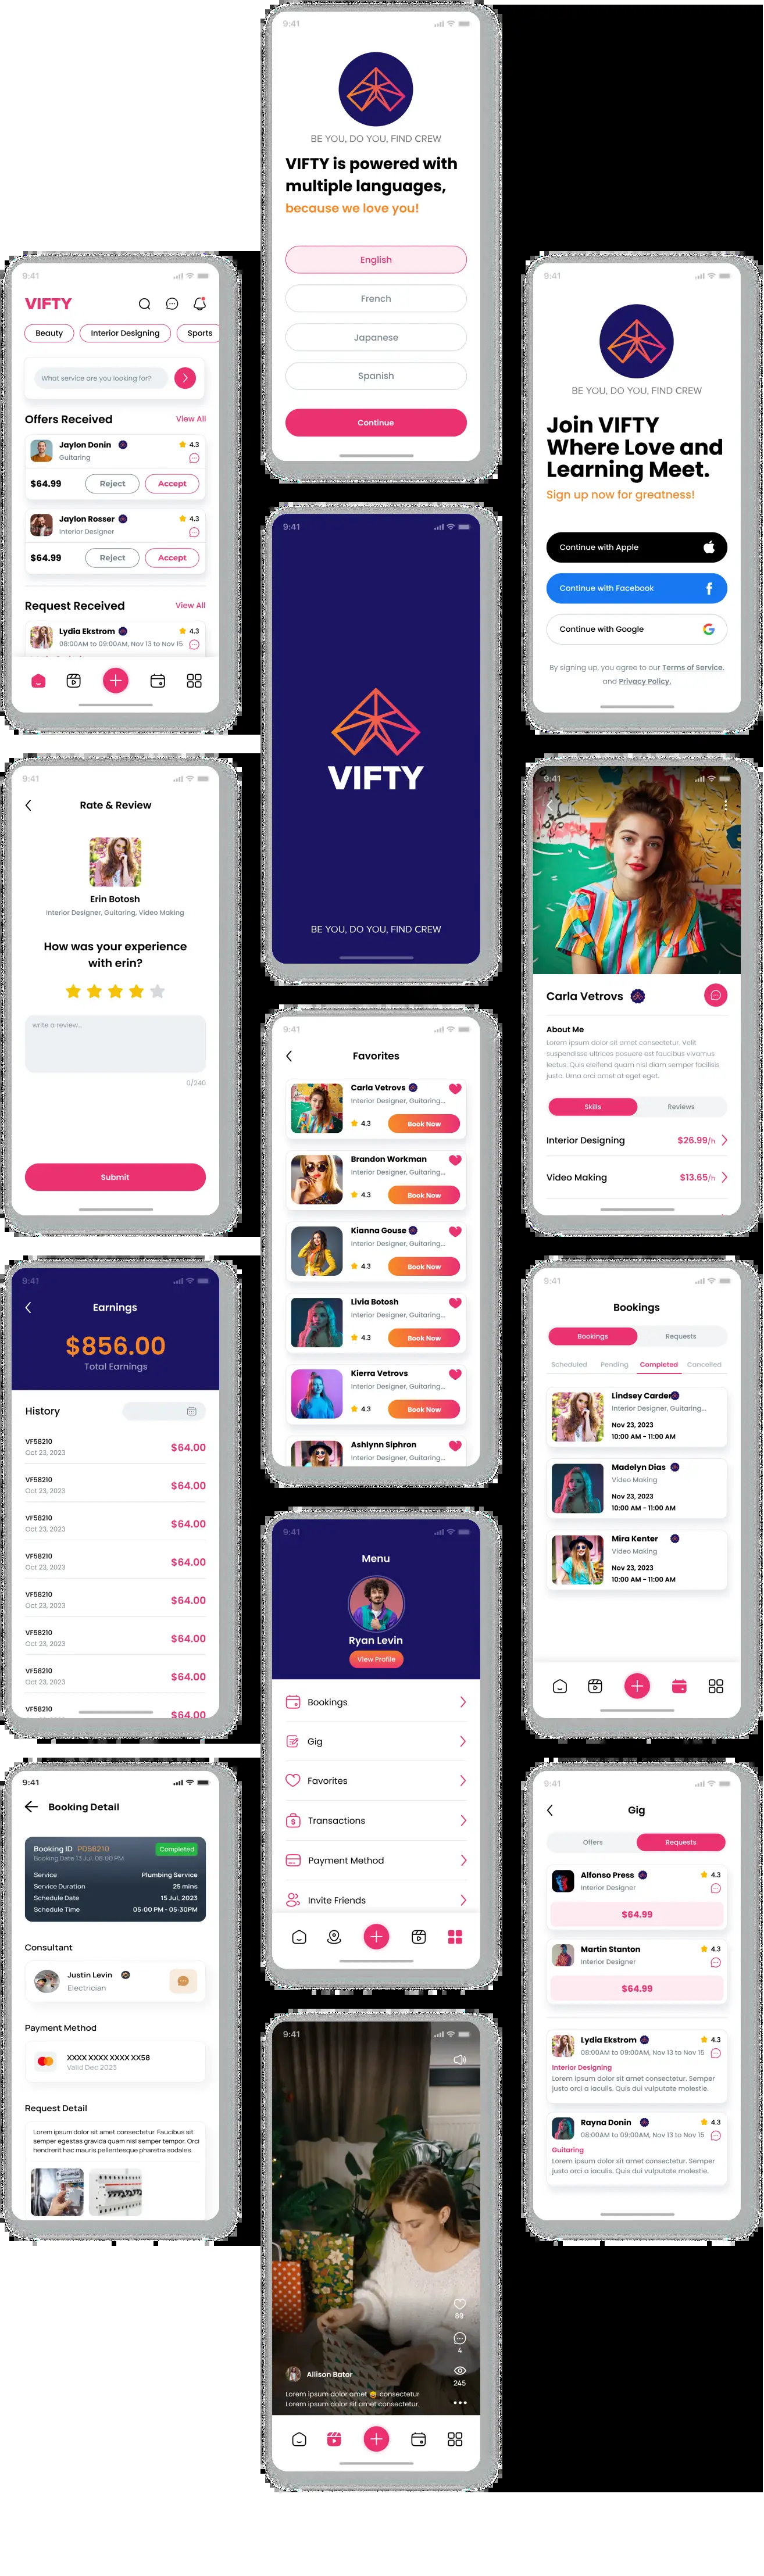 9:41
BE YOU, DO YOU, FIND CREW
VIFTY is powered with
multiple languages,
because we love you!
English
French
Japanese
Spanish
Continue
9:41
VIFTY
Beauty
Interior Designing
Sports
What service are you looking for?
Offers Received
View All
Jaylon Donin
4.3
Guitaring
$64.99
Reject
Accept
Jaylon Rosser
4.3
Interior Designer
$64.99
Reject
Accept
Request Received
View All
Lydia Ekstrom
4.3
08:00AM to 09:00AM, Nov 13 to Nov 15
9:41
BE YOU, DO YOU, FIND CREW
Join VIFTY
Where Love and
Learning Meet.
Sign up now for greatness!
Continue with Apple
Continue with Facebook
Continue with Google
By signing up, you agree to our Terms of Service.
and Privacy Policy.
9:41
VIFTY
BE YOU, DO YOU, FIND CREW
9:41
Rate & Review
Erin Botosh
Interior Designer, Guitaring, Video Making
How was your experience
with erin?
write a review...
0/240
Submit
9:41
Carla Vetrovs
About Me
Lorem ipsum dolor sit amet consectetur. Velit
suspendisse ultrices posuere est faucibus vivamus
lectus. Quis eleifend quam nisl diam semper facilisis
justo. Urna orci amet at eget eget.
Skills
Reviews
Interior Designing
$26.99/h
Video Making
$13.65/h
9:41
Favorites
Carla Vetrovs
Interior Designer, Guitaring...
4.3
Book Now
Brandon Workman
Interior Designer, Guitaring...
4.3
Book Now
Kianna Gouse
Interior Designer, Guitaring...
4.3
Book Now
Livia Botosh
Interior Designer, Guitaring...
4.3
Book Now
Kierra Vetrovs
Interior Designer, Guitaring...
4.3
Book Now
Ashlynn Siphron
Interior Designer, Guitaring...
9:41
Earnings
$856.00
Total Earnings
History
VF58210
Oct 23, 2023
$64.00
VF58210
Oct 23, 2023
$64.00
VF58210
Oct 23, 2023
$64.00
VF58210
Oct 23, 2023
$64.00
VF58210
Oct 23, 2023
$64.00
VF58210
Oct 23, 2023
$64.00
VF58210
Oct 23, 2023
$64.00
VF58210
$64.00
9:41
Bookings
Bookings
Requests
Scheduled
Pending
Completed
Cancelled
Lindsey Carder
Interior Designer, Guitaring...
Nov 23, 2023
10:00 AM - 11:00 AM
Madelyn Dias
Video Making
Nov 23, 2023
10:00 AM - 11:00 AM
Mira Kenter
Video Making
Nov 23, 2023
10:00 AM - 11:00 AM
9:41
Menu
Ryan Levin
View Profile
Bookings
Gig
Favorites
Transactions
Payment Method
Invite Friends
9:41
Booking Detail
Booking ID PD58210
Completed
Booking Date 13 Jul, 08:00 PM
Service
Plumbing Service
Service Duration
25 mins
Schedule Date
15 Jul, 2023
Schedule Time
05:00 PM - 05:30PM
Consultant
Justin Levin
Electrician
Payment Method
XXXX XXXX XXXX XX58
Valid Dec 2023
Request Detail
Lorem ipsum dolor sit amet consectetur. Faucibus sit
semper egestas gravida quam nisl semper tempor. Orci
hendrerit hac mauris pellentesque pharetra sodales.
9:41
Gig
Offers
Requests
Alfonso Press
4.3
Interior Designer
$64.99
Martin Stanton
4.3
Interior Designer
$64.99
Lydia Ekstrom
4.3
08:00AM to 09:00AM, Nov 13 to Nov 15
Interior Designing
Lorem ipsum dolor sit amet consectetur. Semper
justo orci a iaculis. Quis dui vulputate molestie.
Rayna Donin
4.3
08:00AM to 09:00AM, Nov 13 to Nov 15
Guitaring
Lorem ipsum dolor sit amet consectetur. Semper
justo orci a iaculis. Quis dui vulputate molestie.
9:41
89
4
245
Allison Bator
Lorem ipsum dolor amet 😀 consectetur
Lorem ipsum dolor sit amet consectetur.